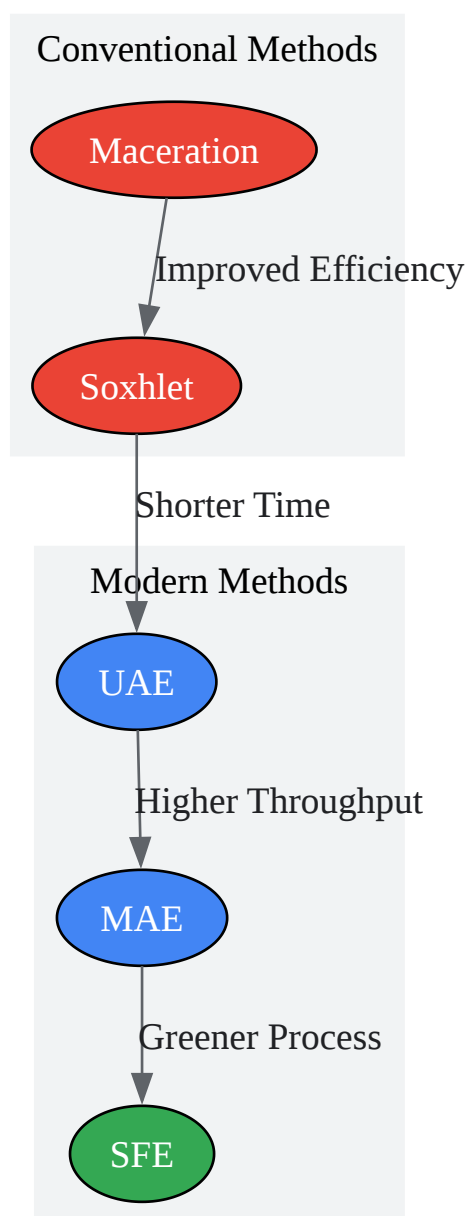 Conventional Methods
Maceration
Improved Efficiency
Soxhlet
Shorter Time
Modern Methods
UAE
Higher Throughput
MAE
Greener Process
SFE